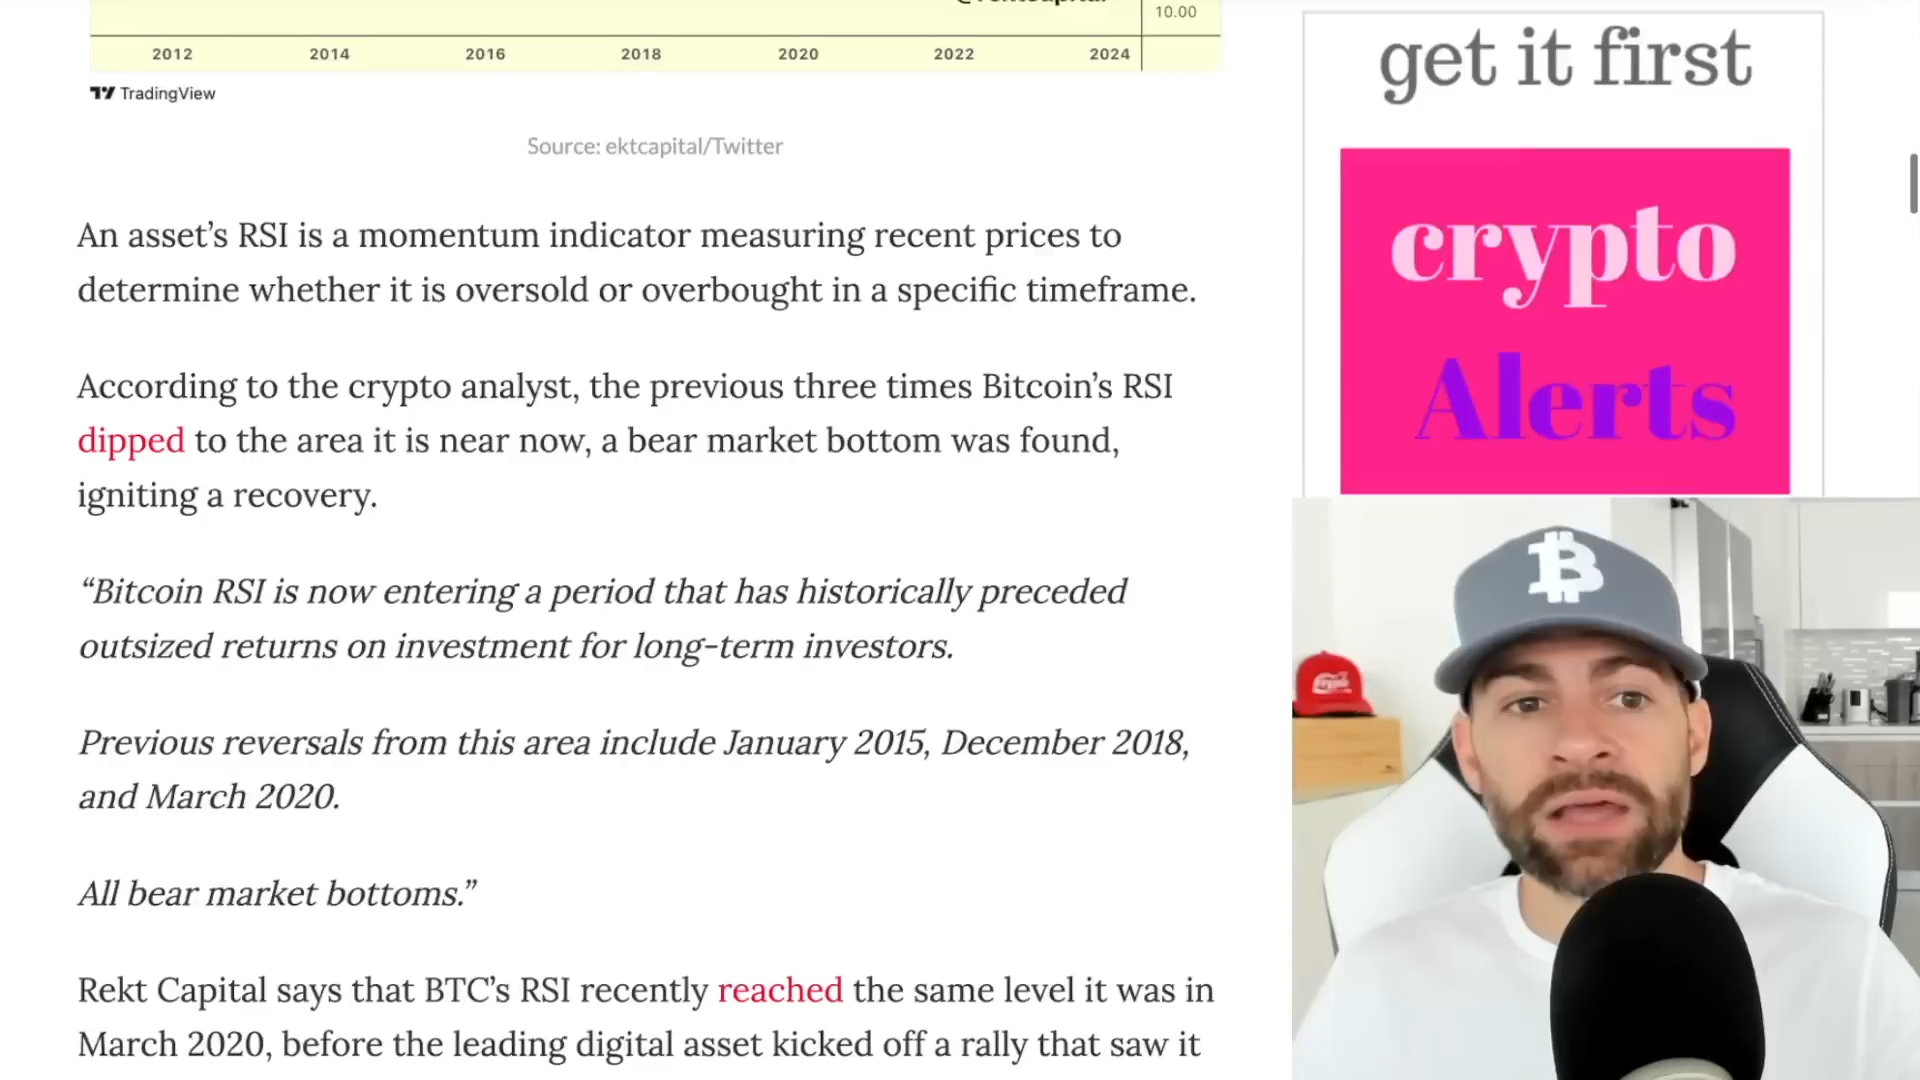 10.00
2012 2014 2016 2018 2020 2022 2024
TradingView
Source: ektcapital/Twitter
An asset’s RSI is a momentum indicator measuring recent prices to
determine whether it is oversold or overbought in a specific timeframe.
According to the crypto analyst, the previous three times Bitcoin’s RSI
dipped to the area it is near now, a bear market bottom was found,
igniting a recovery.
“Bitcoin RSI is now entering a period that has historically preceded
outsized returns on investment for long-term investors.
Previous reversals from this area include January 2015, December 2018,
and March 2020.
All bear market bottoms.”
Rekt Capital says that BTC’s RSI recently reached the same level it was in
March 2020, before the leading digital asset kicked off a rally that saw it
get it first
crypto
Alerts